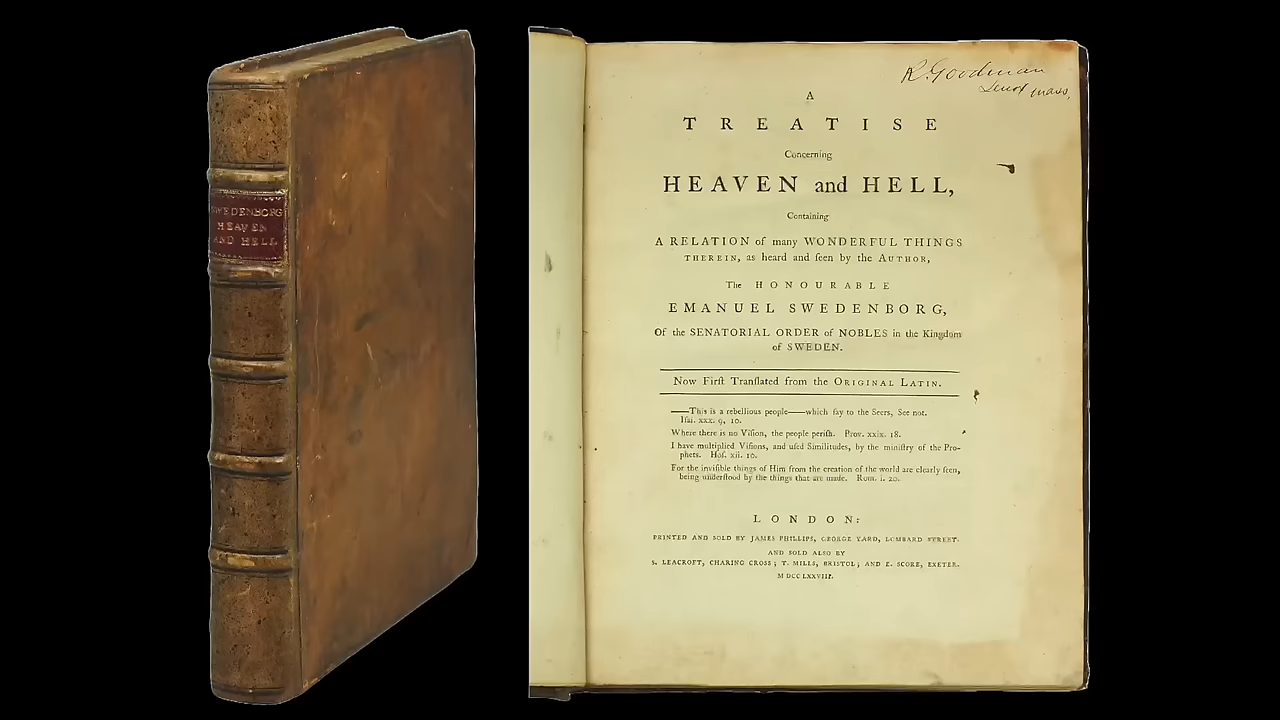 SWEDENBORG
HEAVEN
AND HELL
R. Goodman
Lenox Mass,
A
TREATISE
Concerning
HEAVEN and HELL,
Containing
A RELATION of many WONDERFUL THINGS
THEREIN, as heard and ſeen by the AUTHOR,
The HONOURABLE
EMANUEL SWEDENBORG,
Of the SENATORIAL ORDER of NOBLES in the Kingdom
of SWEDEN.
Now Firſt Tranſlated from the ORIGINAL LATIN.
——This is a rebellious people——which ſay to the Seers, See not.
Iſai. xxx. 9, 10.
Where there is no Viſion, the people periſh. Prov. xxix. 18.
I have multiplied Viſions, and uſed Similitudes, by the miniſtry of the Pro-
phets. Hoſ. xii. 10.
For the inviſible things of Him from the creation of the world are clearly ſeen,
being underſtood by the things that are made. Rom. i. 20.
LONDON:
PRINTED AND SOLD BY JAMES PHILLIPS, GEORGE YARD, LOMBARD STREET.
AND SOLD ALSO BY
S. LEACROFT, CHARING CROSS; T. MILLS, BRISTOL; AND E. SCORE, EXETER.
M DCC LXXVIII.